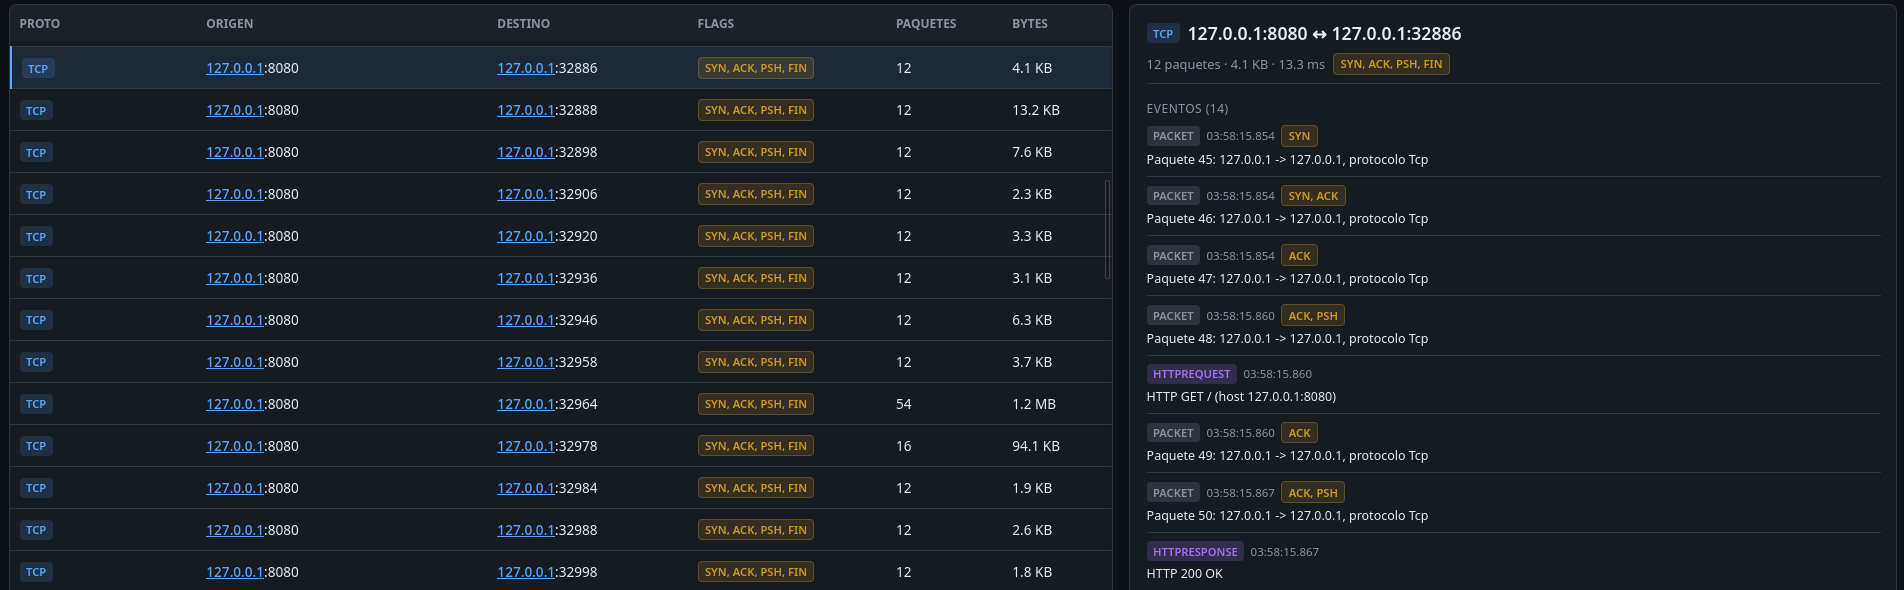 PROTO ORIGEN DESTINO FLAGS PAQUETES BYTES
TCP 127.0.0.1:8080 127.0.0.1:32886 SYN, ACK, PSH, FIN 12 4.1 KB
TCP 127.0.0.1:8080 127.0.0.1:32888 SYN, ACK, PSH, FIN 12 13.2 KB
TCP 127.0.0.1:8080 127.0.0.1:32898 SYN, ACK, PSH, FIN 12 7.6 KB
TCP 127.0.0.1:8080 127.0.0.1:32906 SYN, ACK, PSH, FIN 12 2.3 KB
TCP 127.0.0.1:8080 127.0.0.1:32920 SYN, ACK, PSH, FIN 12 3.3 KB
TCP 127.0.0.1:8080 127.0.0.1:32936 SYN, ACK, PSH, FIN 12 3.1 KB
TCP 127.0.0.1:8080 127.0.0.1:32946 SYN, ACK, PSH, FIN 12 6.3 KB
TCP 127.0.0.1:8080 127.0.0.1:32958 SYN, ACK, PSH, FIN 12 3.7 KB
TCP 127.0.0.1:8080 127.0.0.1:32964 SYN, ACK, PSH, FIN 54 1.2 MB
TCP 127.0.0.1:8080 127.0.0.1:32978 SYN, ACK, PSH, FIN 16 94.1 KB
TCP 127.0.0.1:8080 127.0.0.1:32984 SYN, ACK, PSH, FIN 12 1.9 KB
TCP 127.0.0.1:8080 127.0.0.1:32988 SYN, ACK, PSH, FIN 12 2.6 KB
TCP 127.0.0.1:8080 127.0.0.1:32998 SYN, ACK, PSH, FIN 12 1.8 KB
TCP 127.0.0.1:8080 ↔ 127.0.0.1:32886
12 paquetes · 4.1 KB · 13.3 ms SYN, ACK, PSH, FIN
EVENTOS (14)
PACKET 03:58:15.854 SYN
Paquete 45: 127.0.0.1 -> 127.0.0.1, protocolo Tcp
PACKET 03:58:15.854 SYN, ACK
Paquete 46: 127.0.0.1 -> 127.0.0.1, protocolo Tcp
PACKET 03:58:15.854 ACK
Paquete 47: 127.0.0.1 -> 127.0.0.1, protocolo Tcp
PACKET 03:58:15.860 ACK, PSH
Paquete 48: 127.0.0.1 -> 127.0.0.1, protocolo Tcp
HTTPREQUEST 03:58:15.860
HTTP GET / (host 127.0.0.1:8080)
PACKET 03:58:15.860 ACK
Paquete 49: 127.0.0.1 -> 127.0.0.1, protocolo Tcp
PACKET 03:58:15.867 ACK, PSH
Paquete 50: 127.0.0.1 -> 127.0.0.1, protocolo Tcp
HTTPRESPONSE 03:58:15.867
HTTP 200 OK